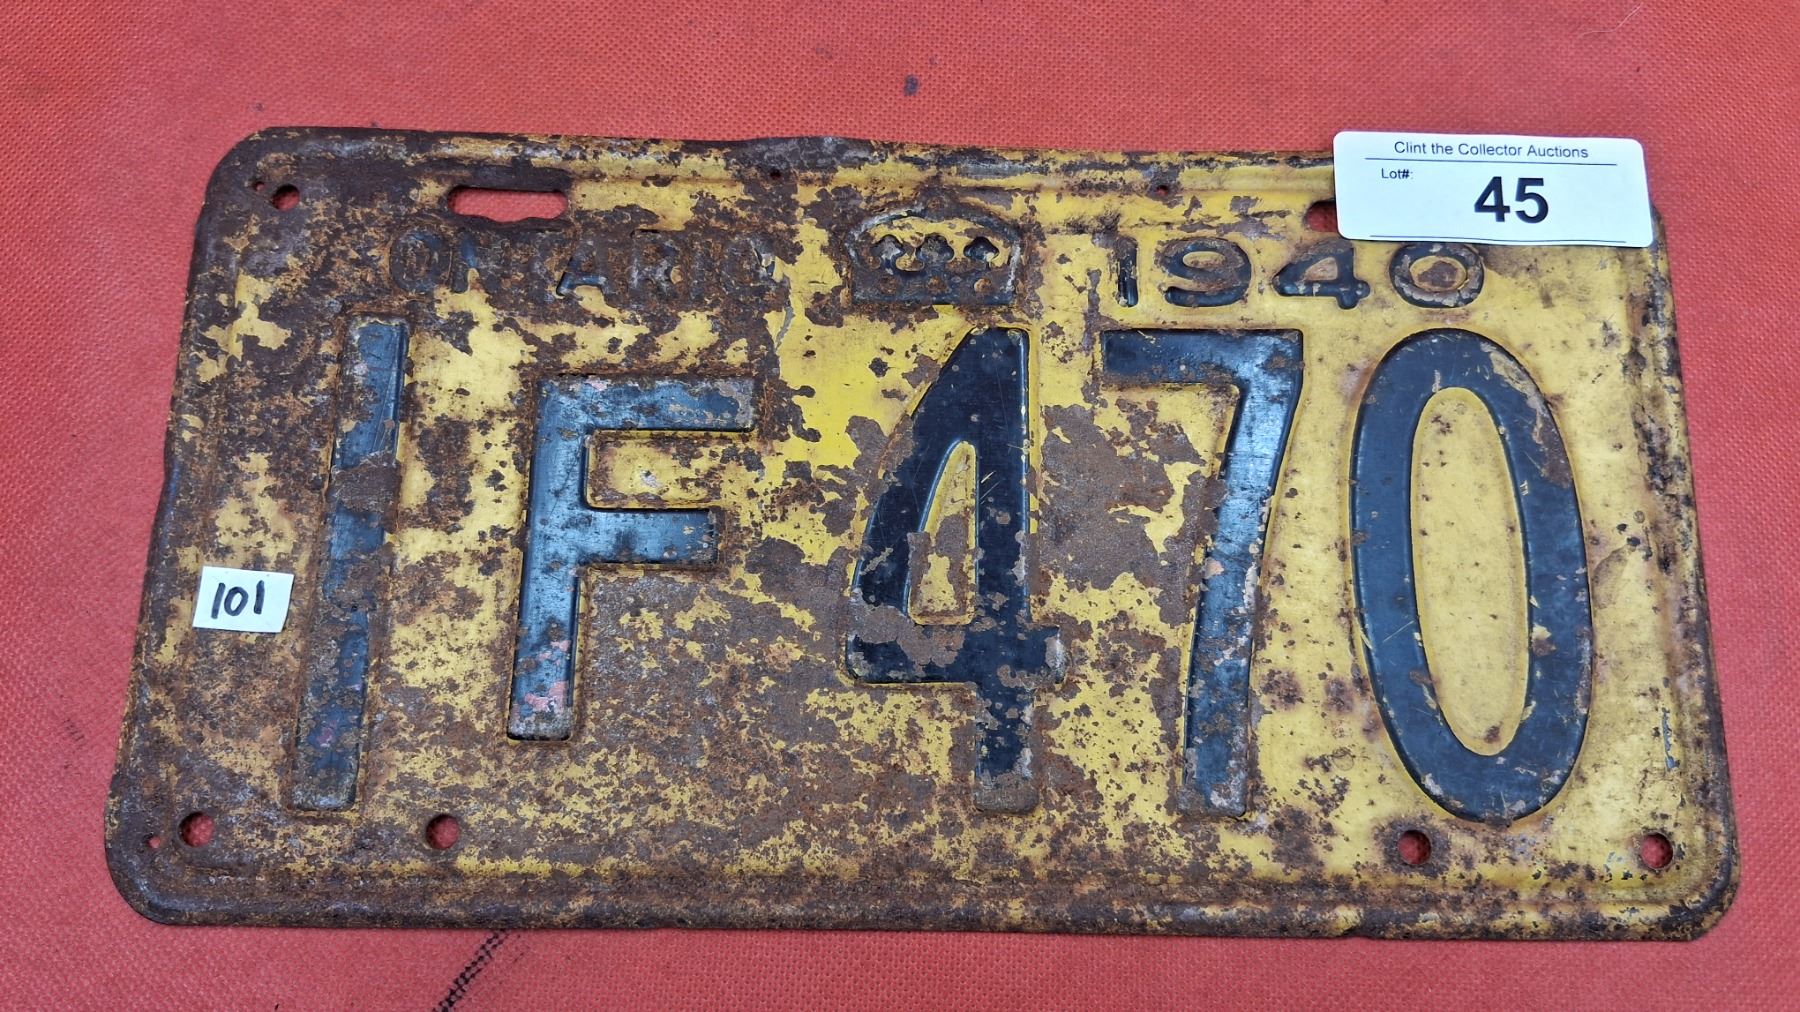 Clint the Collector Auctions
Lot#: 45
ONTARIO 1940
1F470
101